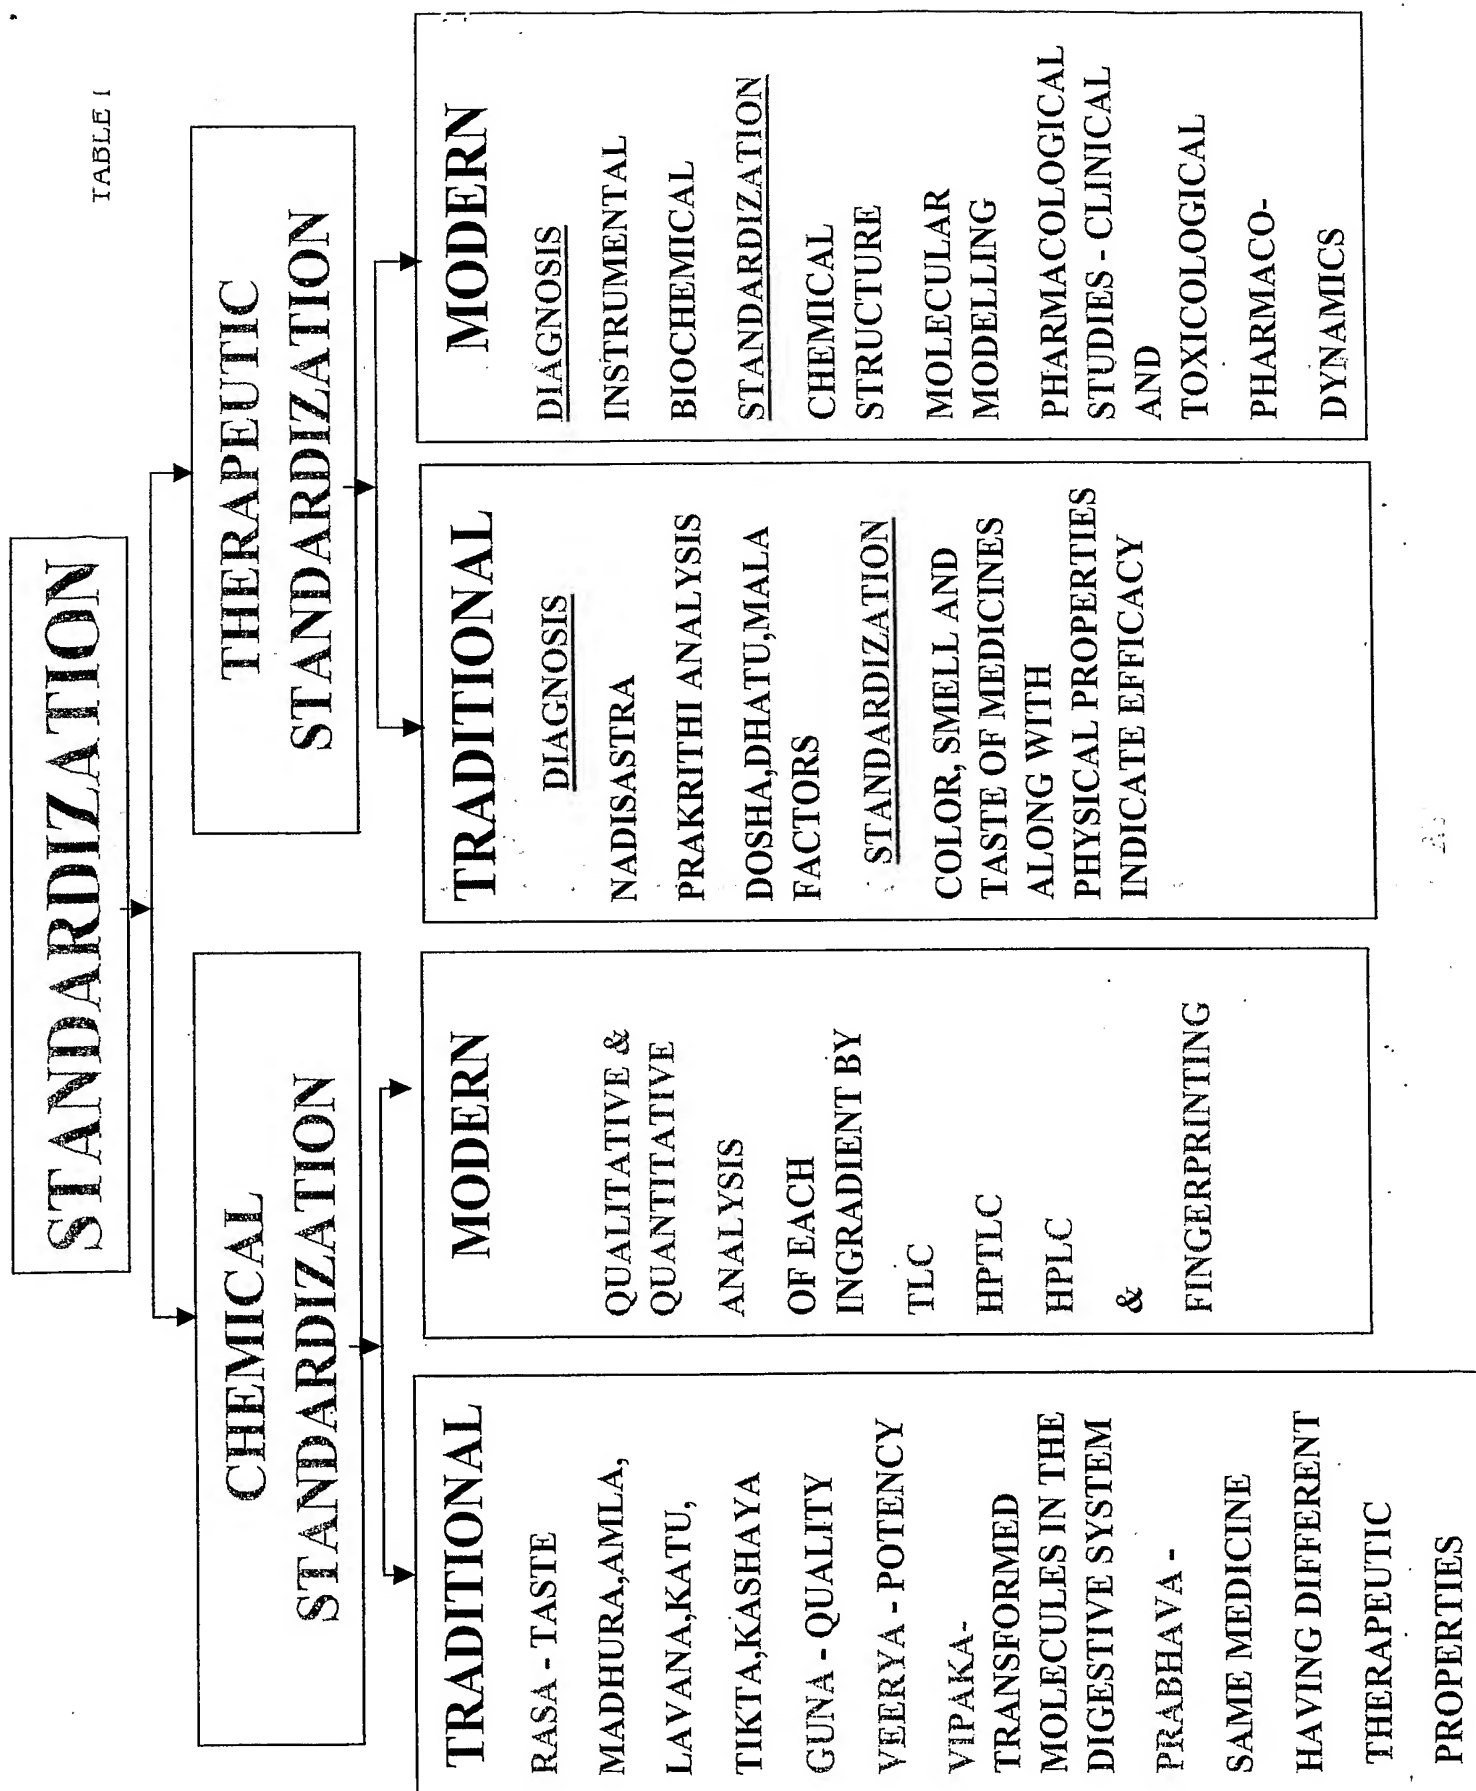 TABLE 1
STANDARDIZATION
CHEMICAL
STANDARDIZATION
THERAPEUTIC
STANDARDIZATION
TRADITIONAL
RASA - TASTE
MADHURA,AMLA,
LAVANA,KATU,
TIKTA,KASHAYA
GUNA - QUALITY
VEERYA - POTENCY
VIPAKA-
TRANSFORMED
MOLECULES IN THE
DIGESTIVE SYSTEM
PRABHAVA -
SAME MEDICINE
HAVING DIFFERENT
THERAPEUTIC
PROPERTIES
MODERN
QUALITATIVE &
QUANTITATIVE
ANALYSIS
OF EACH
INGRADIENT BY
TLC
HPTLC
HPLC
&
FINGERPRINTING
TRADITIONAL
DIAGNOSIS
NADISASTRA
PRAKRITHI ANALYSIS
DOSHA,DHATU,MALA
FACTORS
STANDARDIZATION
COLOR, SMELL AND
TASTE OF MEDICINES
ALONG WITH
PHYSICAL PROPERTIES
INDICATE EFFICACY
MODERN
DIAGNOSIS
INSTRUMENTAL
BIOCHEMICAL
STANDARDIZATION
CHEMICAL
STRUCTURE
MOLECULAR
MODELLING
PHARMACOLOGICAL
STUDIES - CLINICAL
AND
TOXICOLOGICAL
PHARMACO-
DYNAMICS